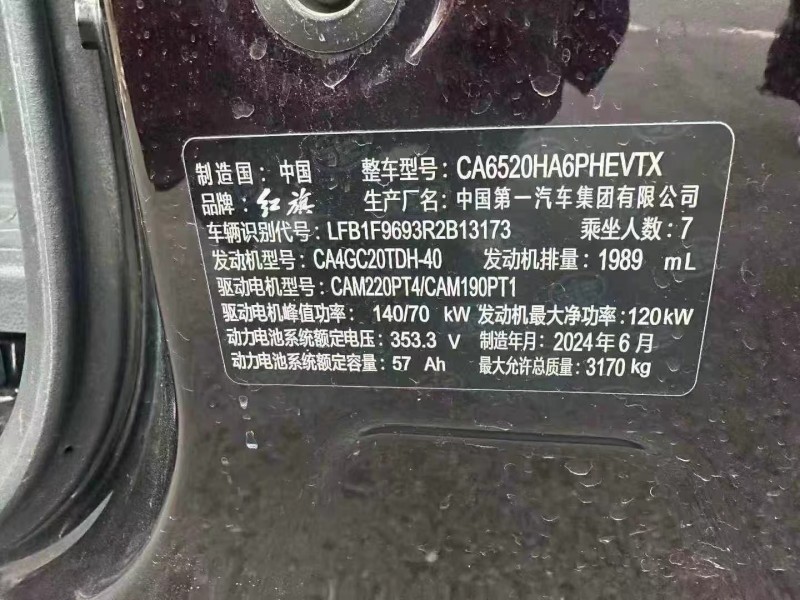 制造国：中国 整车型号：CA6520HA6PHEVTX
品牌：红旗 生产厂名：中国第一汽车集团有限公司
车辆识别代号：LFB1F9693R2B13173 乘坐人数：7
发动机型号：CA4GC20TDH-40 发动机排量：1989 mL
驱动电机型号：CAM220PT4/CAM190PT1
驱动电机峰值功率：140/70 kW 发动机最大净功率：120kW
动力电池系统额定电压：353.3 V 制造年月：2024年6月
动力电池系统额定容量：57 Ah 最大允许总质量：3170 kg